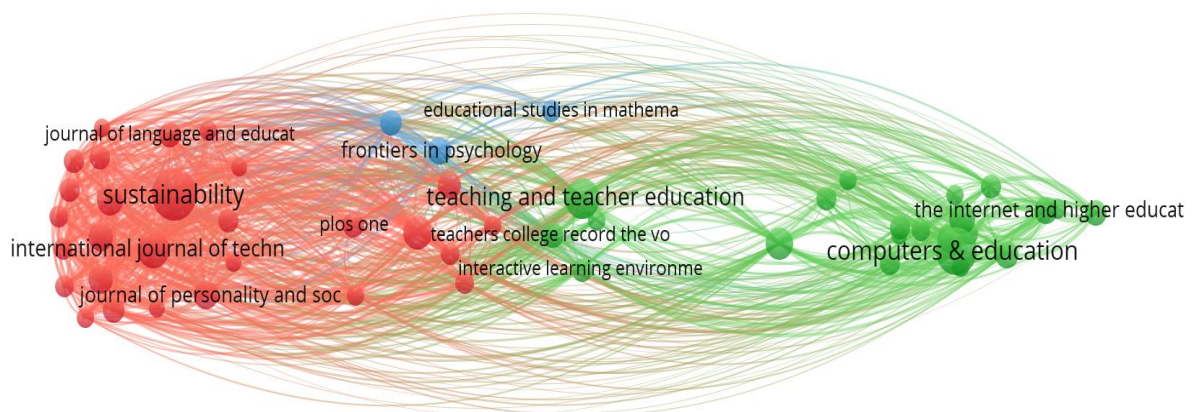 educational studies in mathema
journal of language and educat
frontiers in psychology
sustainability
teaching and teacher education
the internet and higher educat
plos one
teachers college record the vo
international journal of techn
computers & education
interactive learning environme
journal of personality and soc